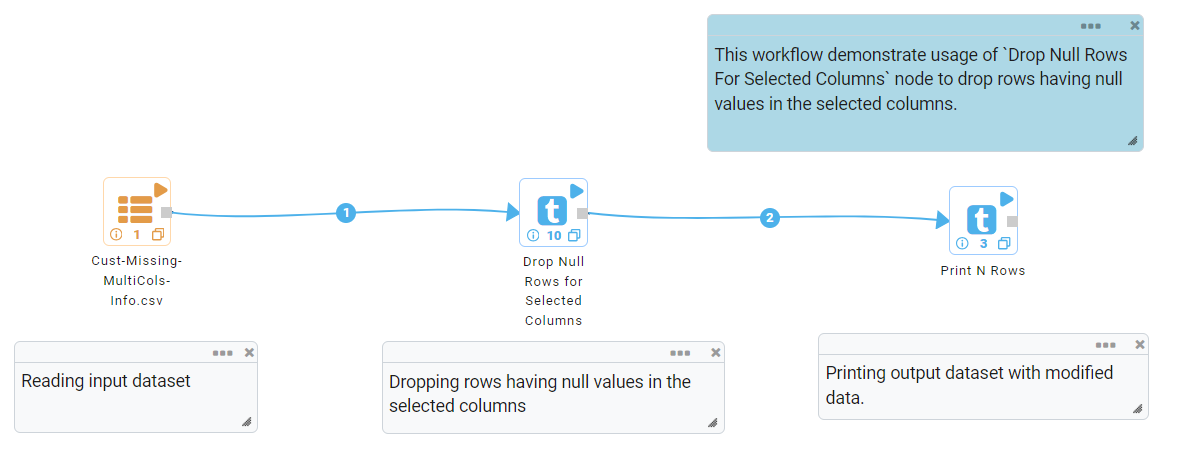 This workflow demonstrate usage of `Drop Null Rows
For Selected Columns` node to drop rows having null
values in the selected columns.
1
Cust-Missing-
MultiCols-
Info.csv
1
t
10
Drop Null
Rows for
Selected
Columns
2
t
3
Print N Rows
Reading input dataset
Dropping rows having null values in the
selected columns
Printing output dataset with modified
data.